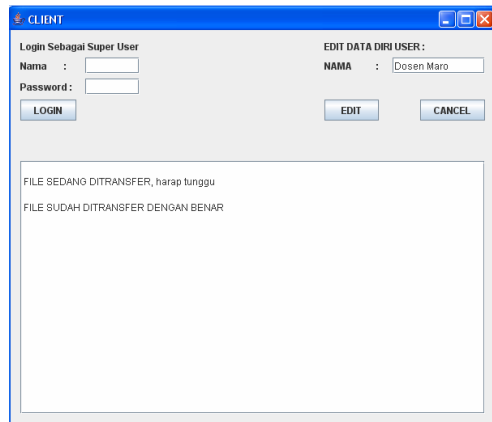 CLIENT
Login Sebagai Super User
Nama :
Password :
LOGIN
EDIT DATA DIRI USER :
NAMA : Dosen Maro
EDIT CANCEL
FILE SEDANG DITRANSFER, harap tunggu
FILE SUDAH DITRANSFER DENGAN BENAR